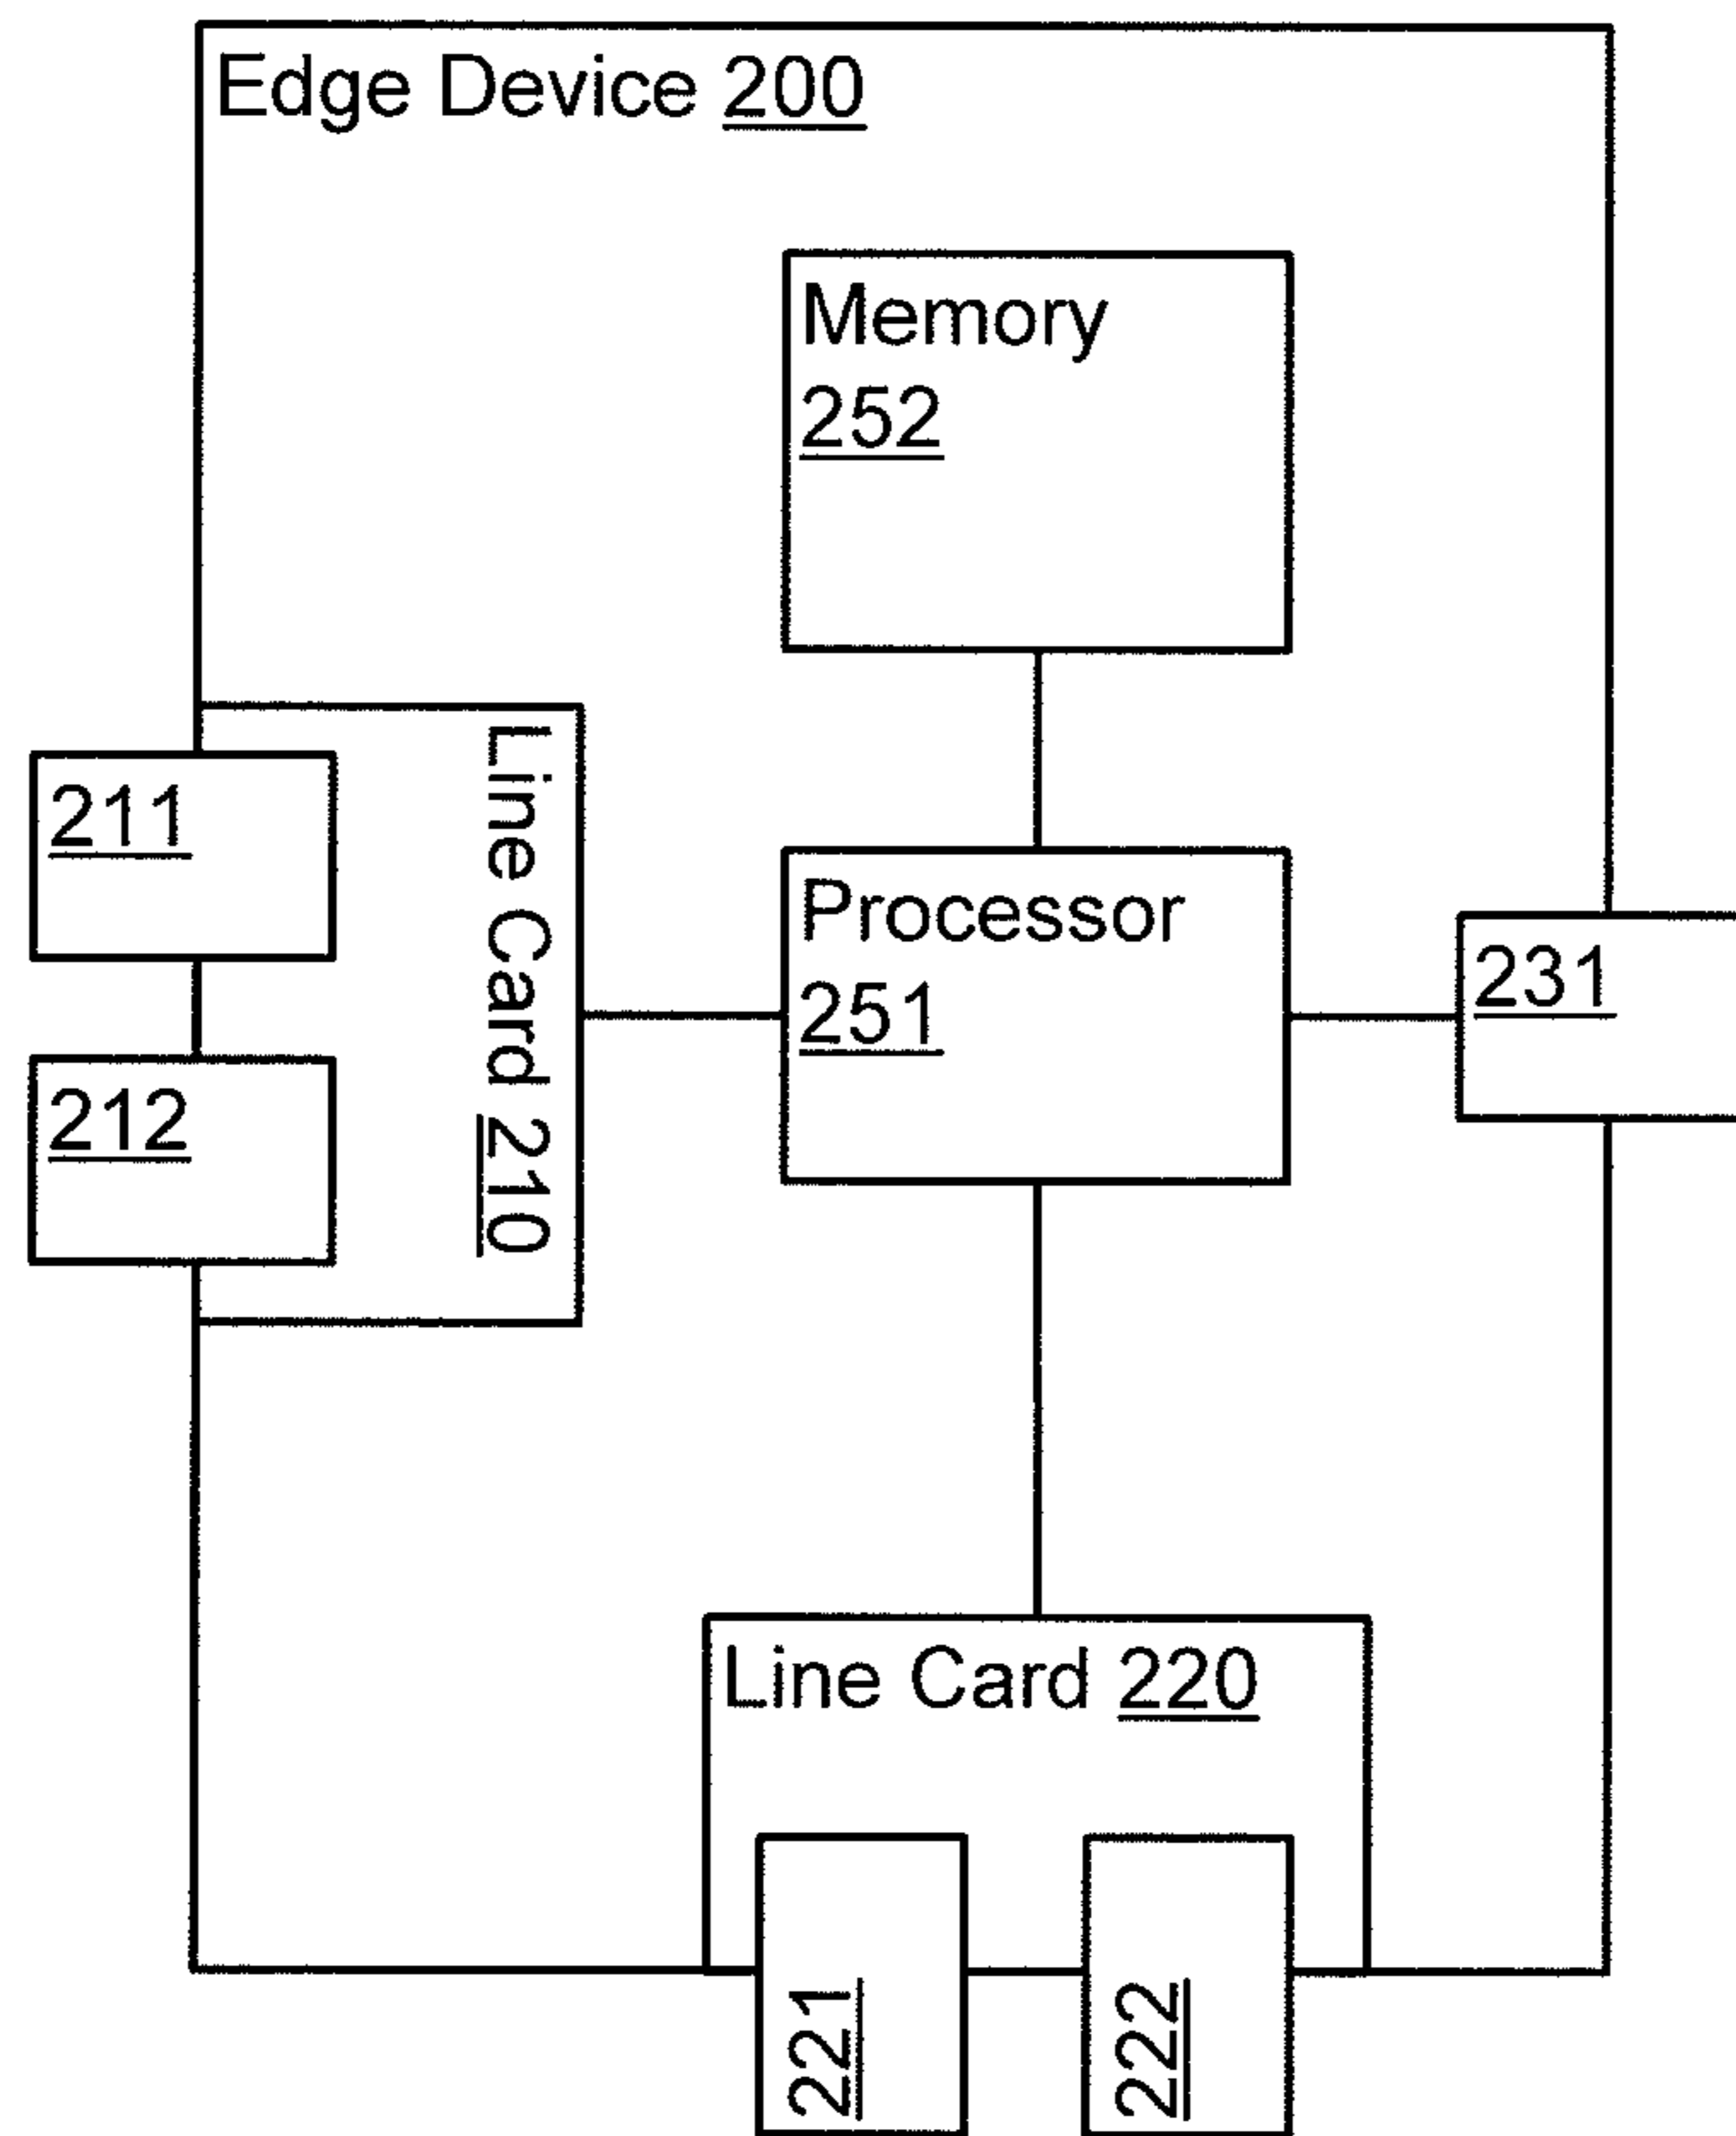 Edge Device 200
Memory
252
211
212
Line Card 210
Processor
251
231
Line Card 220
221
222